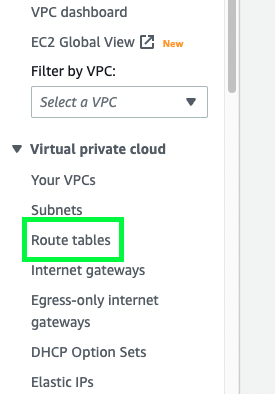 VPC dashboard
EC2 Global View New
Filter by VPC:
Select a VPC
Virtual private cloud
Your VPCs
Subnets
Route tables
Internet gateways
Egress-only internet
gateways
DHCP Option Sets
Elastic IPs